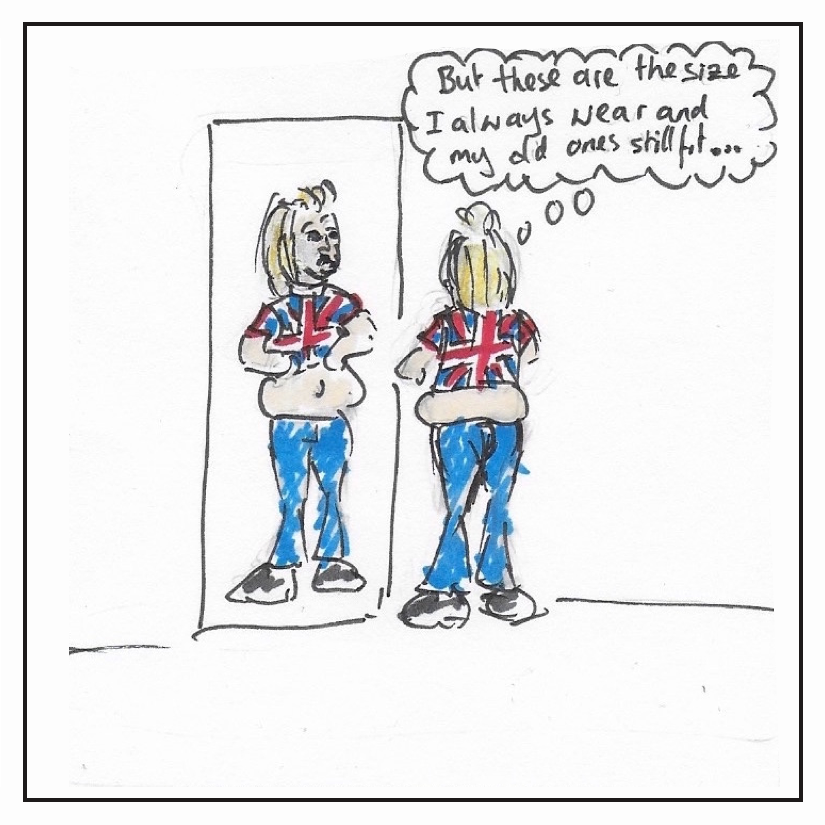 But these are the size
I always wear and
my old ones still fit...